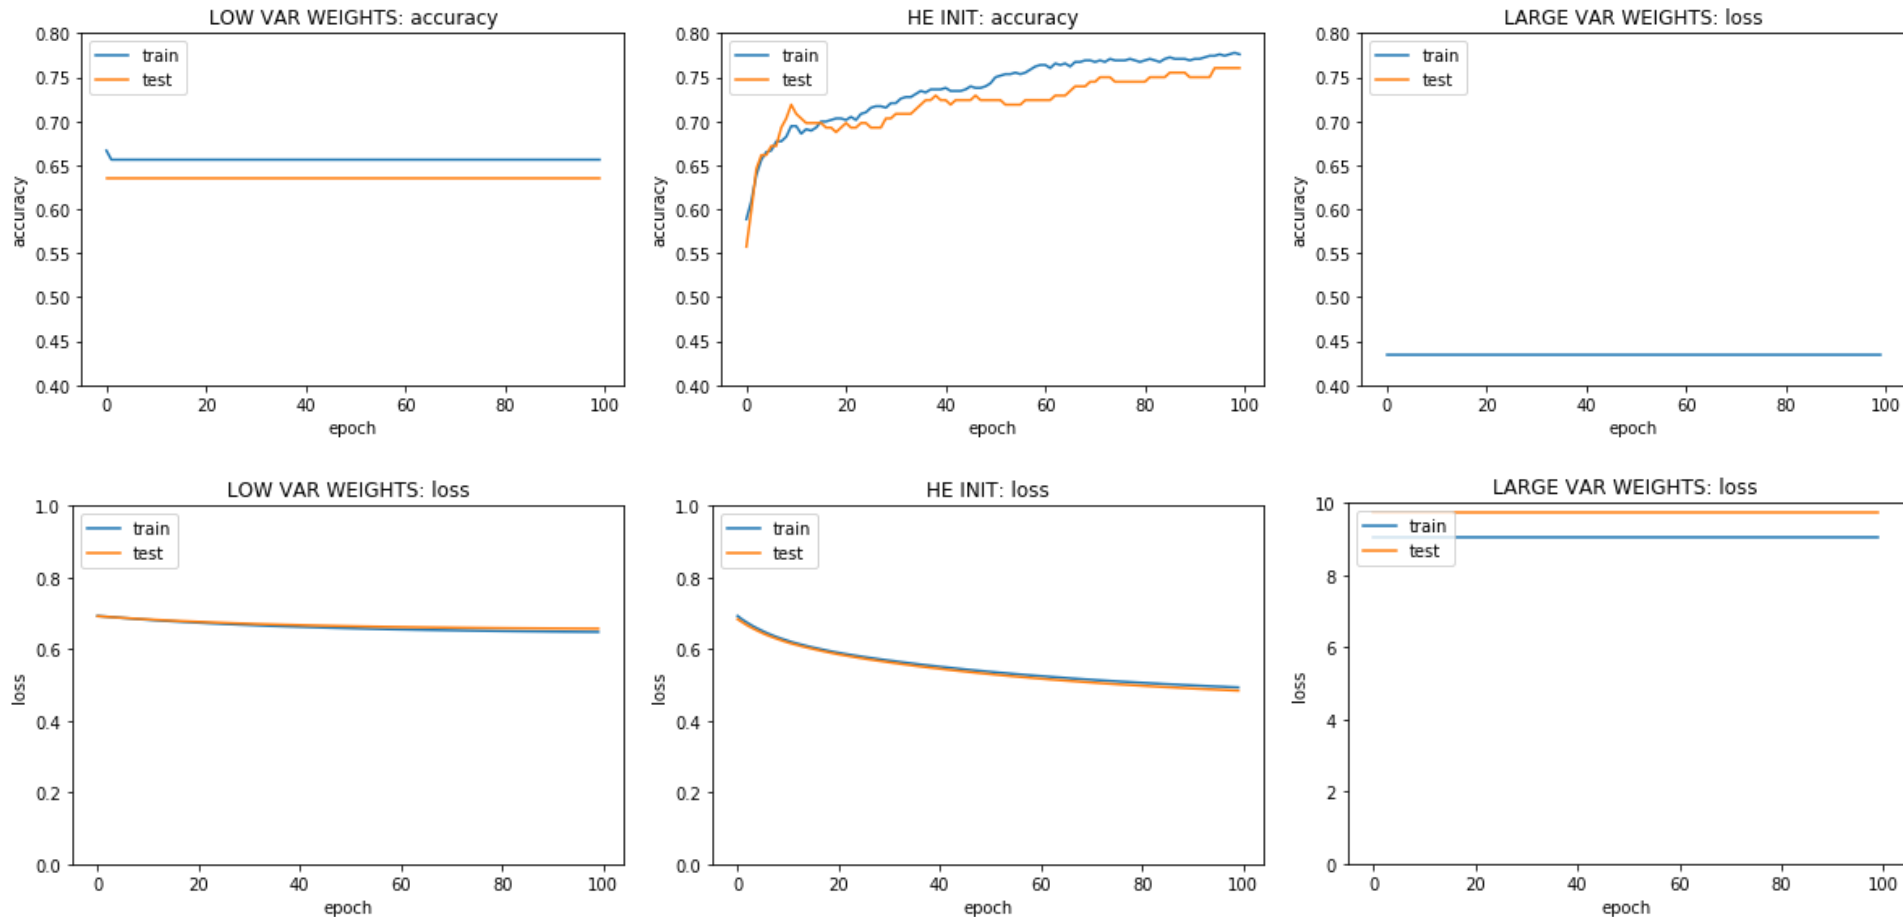 LOW VAR WEIGHTS: accuracy
0.80
0.75
0.70
0.65
0.60
0.55
0.50
0.45
0.40
accuracy
train
test
0 20 40 60 80 100
epoch
HE INIT: accuracy
0.80
0.75
0.70
0.65
0.60
0.55
0.50
0.45
0.40
accuracy
train
test
0 20 40 60 80 100
epoch
LARGE VAR WEIGHTS: loss
0.80
0.75
0.70
0.65
0.60
0.55
0.50
0.45
0.40
accuracy
train
test
0 20 40 60 80 100
epoch
LOW VAR WEIGHTS: loss
1.0
0.8
0.6
0.4
0.2
0.0
loss
train
test
0 20 40 60 80 100
epoch
HE INIT: loss
1.0
0.8
0.6
0.4
0.2
0.0
loss
train
test
0 20 40 60 80 100
epoch
LARGE VAR WEIGHTS: loss
10
8
6
4
2
0
loss
train
test
0 20 40 60 80 100
epoch